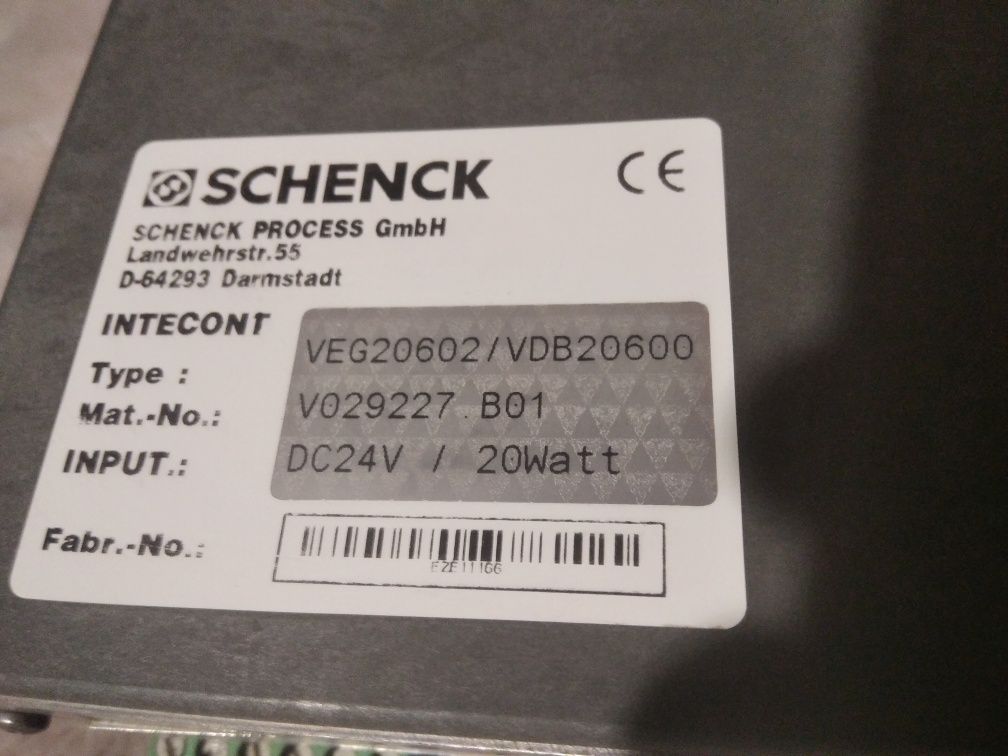 SCHENCK CE
SCHENCK PROCESS GmbH
Landwehrstr.55
D-64293 Darmstadt
INTECONT
Type : VEG20602/VDB20600
Mat.-No.: V029227.B01
INPUT.: DC24V / 20Watt
Fabr.-No.:
EZE11166